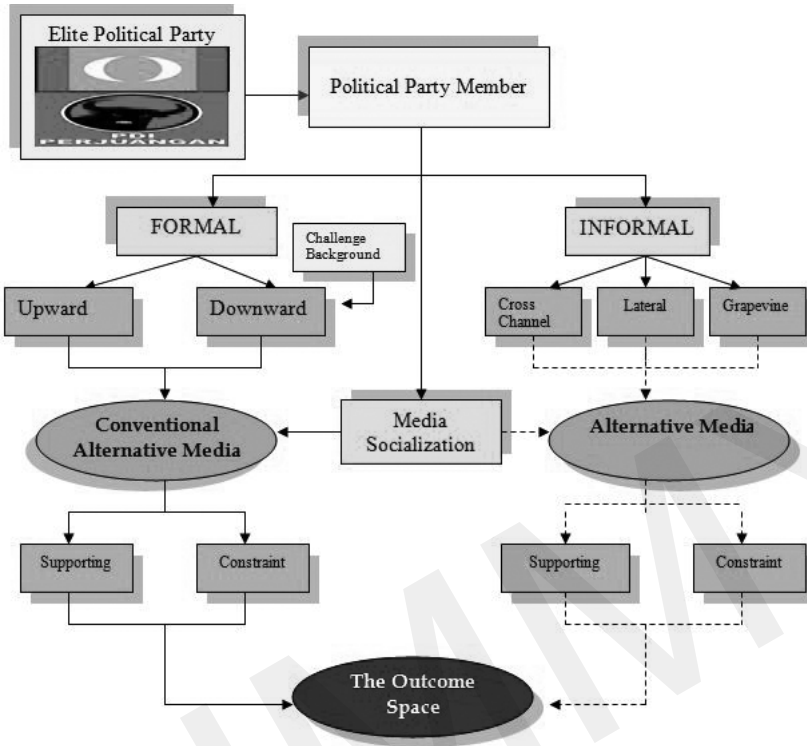 Elite Political Party
PDI
PERJUANGAN
Political Party Member
FORMAL
INFORMAL
Challenge
Background
Upward
Downward
Cross
Channel
Lateral
Grapevine
Conventional
Alternative Media
Media
Socialization
Alternative Media
Supporting
Constraint
Supporting
Constraint
The Outcome
Space